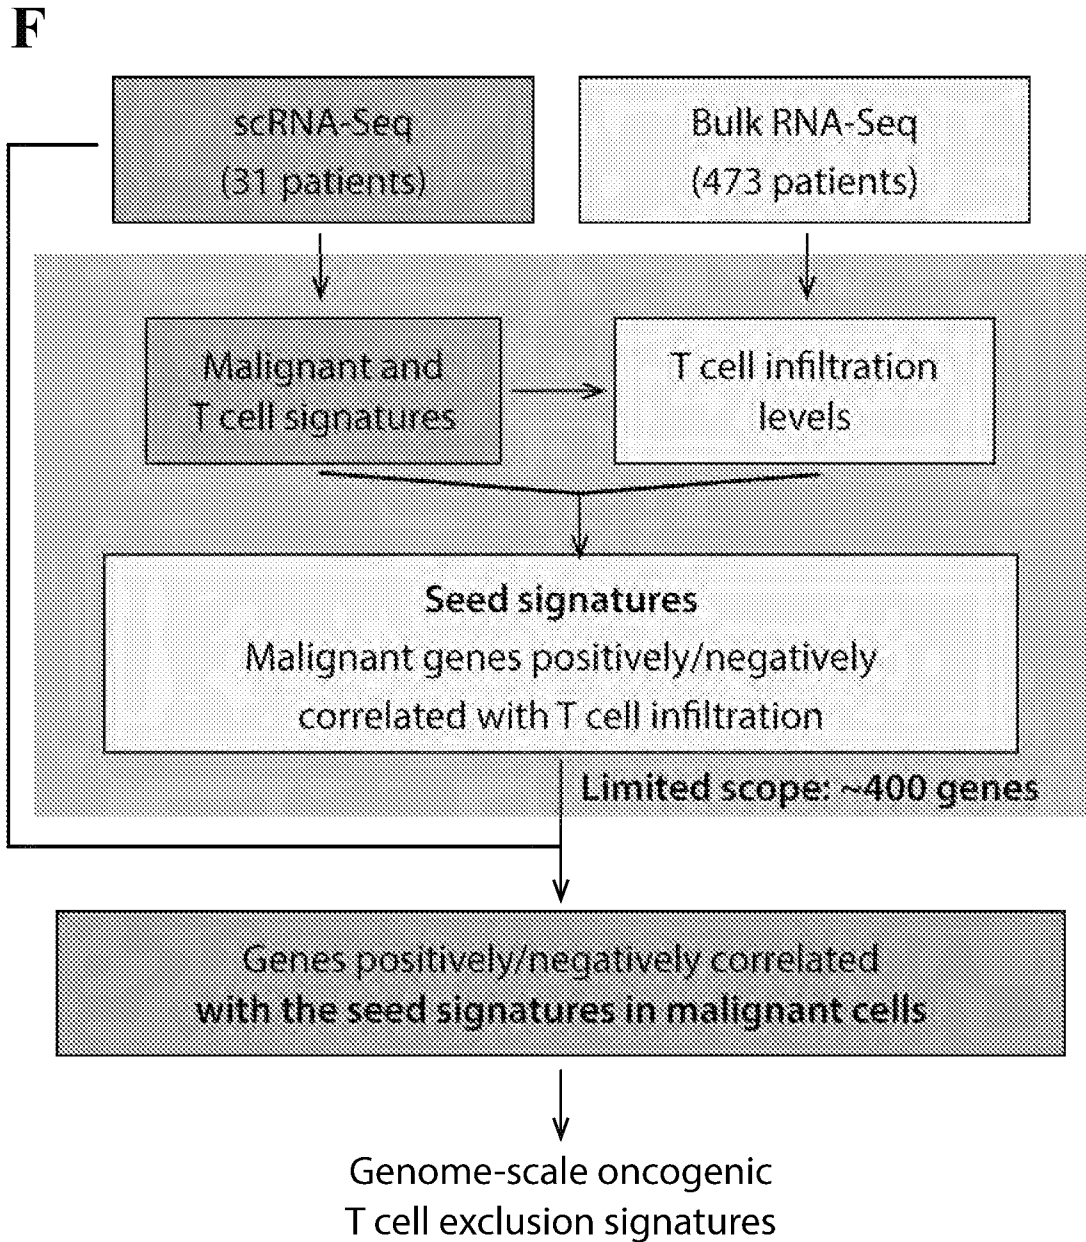 F
scRNA-Seq
(31 patients)
Bulk RNA-Seq
(473 patients)
Malignant and
T cell signatures
T cell infiltration
levels
Seed signatures
Malignant genes positively/negatively
correlated with T cell infiltration
Limited scope: ~400 genes
Genes positively/negatively correlated
with the seed signatures in malignant cells
Genome-scale oncogenic
T cell exclusion signatures